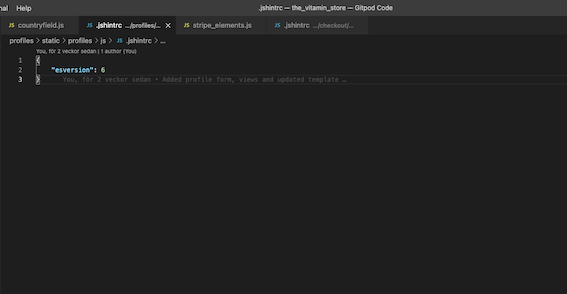 nal Help .jshintrc — the_vitamin_store — Gitpod Code
JS countryfield.js JS .jshintrc .../profiles/... × JS stripe_elements.js JS .jshintrc .../checkout/...
profiles > static > profiles > js > JS .jshintrc > ...
You, för 2 veckor sedan | 1 author (You)
1 {
2 "esversion": 6
3 } You, för 2 veckor sedan • Added profile form, views and updated template …